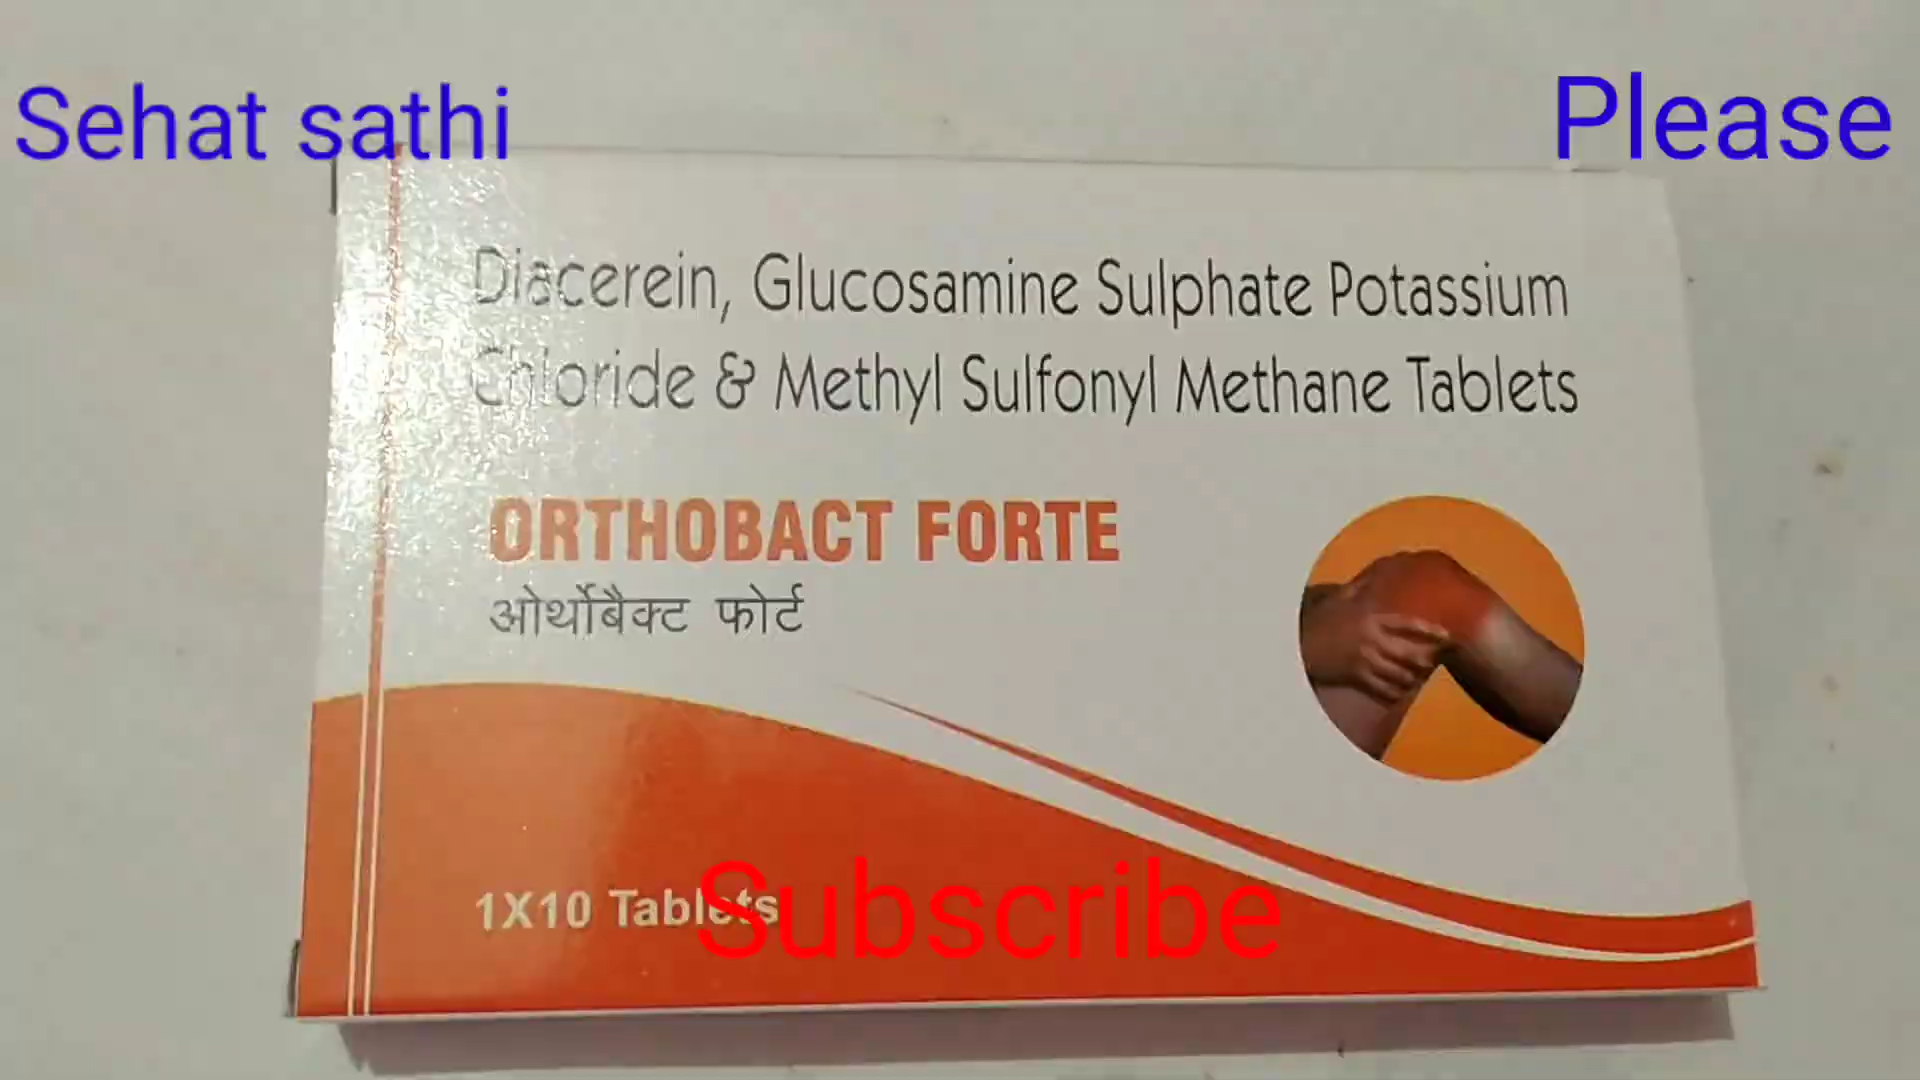 Sehat sathi
Please
Diacerein, Glucosamine Sulphate Potassium
Chloride & Methyl Sulfonyl Methane Tablets
ORTHOBACT FORTE
ओर्थोबैक्ट फोर्ट
1X10 Tablets
Subscribe